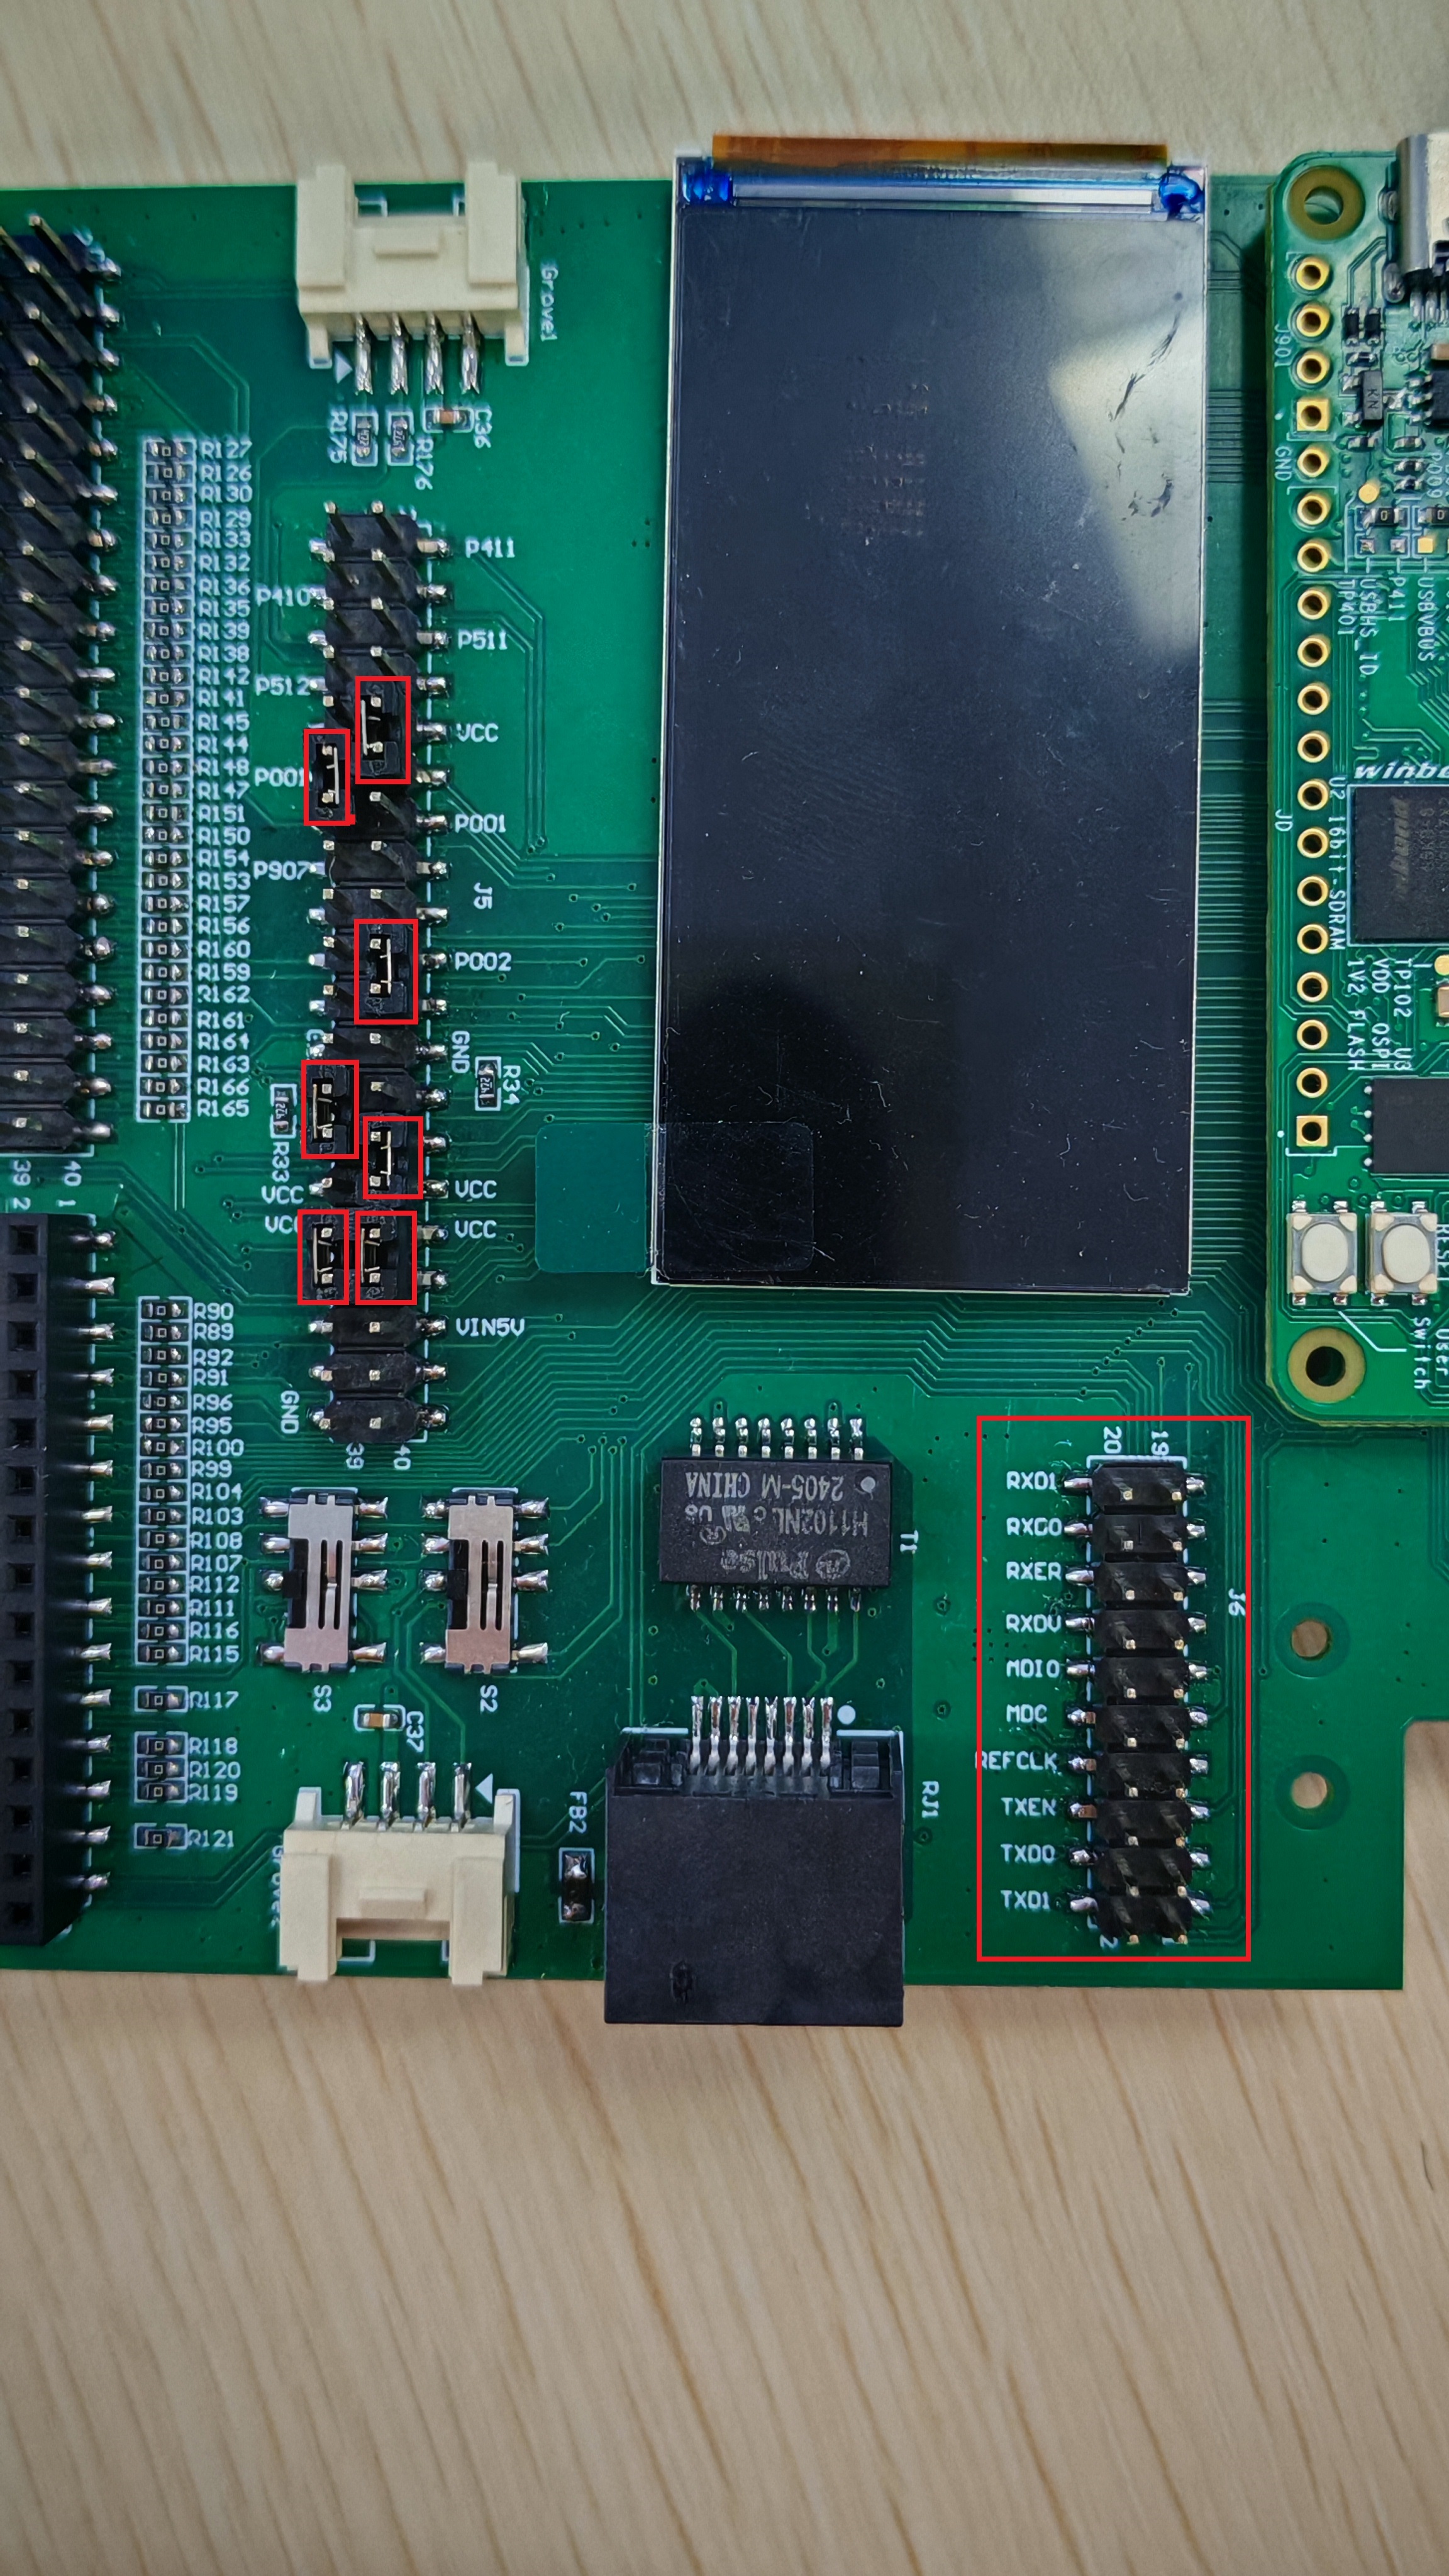 Grove1
J901
C36
R175
R176
GND
KN
P009
R127
R126
R130
R129
R133
R132
R136
R135
R139
R138
R142
R141
R145
R144
R148
R147
R151
R150
R154
R153
R157
R156
R160
R159
R162
R161
R164
R163
R166
R165
P411
P410
P511
P512
VCC
P001
P001
P907
J5
P002
GND
R34
R33
VCC
VCC
VCC
VIN5V
GND
39
40
USBVBUS
P411
USBHS_ID
TP401
JD
U2 16bit-SDRAM
TP102 U3
VDD QSPI
1V2 FLASH
User
Switch
39
40
2
1
R90
R89
R92
R91
R96
R95
R100
R99
R104
R103
R108
R107
R112
R111
R116
R115
R117
R118
R120
R119
R121
S3
S2
C37
Pulse
H1102NL
2405-M CHINA
T1
FB2
RJ1
20
19
RXD1
RXD0
RXER
RXDV
MDIO
MDC
REFCLK
TXEN
TXD0
TXD1
J6
2
1